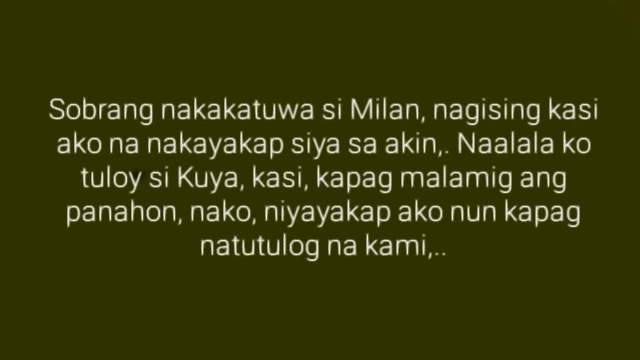 Sobrang nakakatuwa si Milan, nagising kasi
ako na nakayakap siya sa akin,. Naalala ko
tuloy si Kuya, kasi, kapag malamig ang
panahon, nako, niyayakap ako nun kapag
natutulog na kami,..